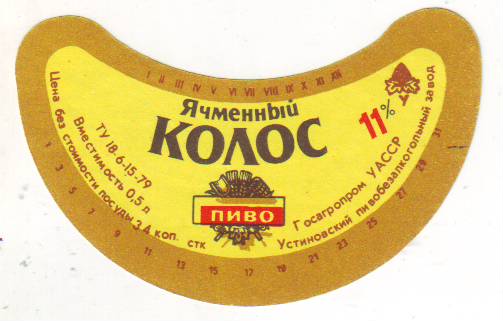 I II III IV V VI VII VIII IX X XI XII
Ячменный
КОЛОС
11%
ПИВО
Цена без стоимости посуды 34 коп. стк
ТУ 18-6-15-79
Вместимость 0,5 л
Госагропром УАССР
Устиновский пивобезалкогольный завод
1 3 5 7 9 11 13 15 17 19 21 23 25 27 29 31